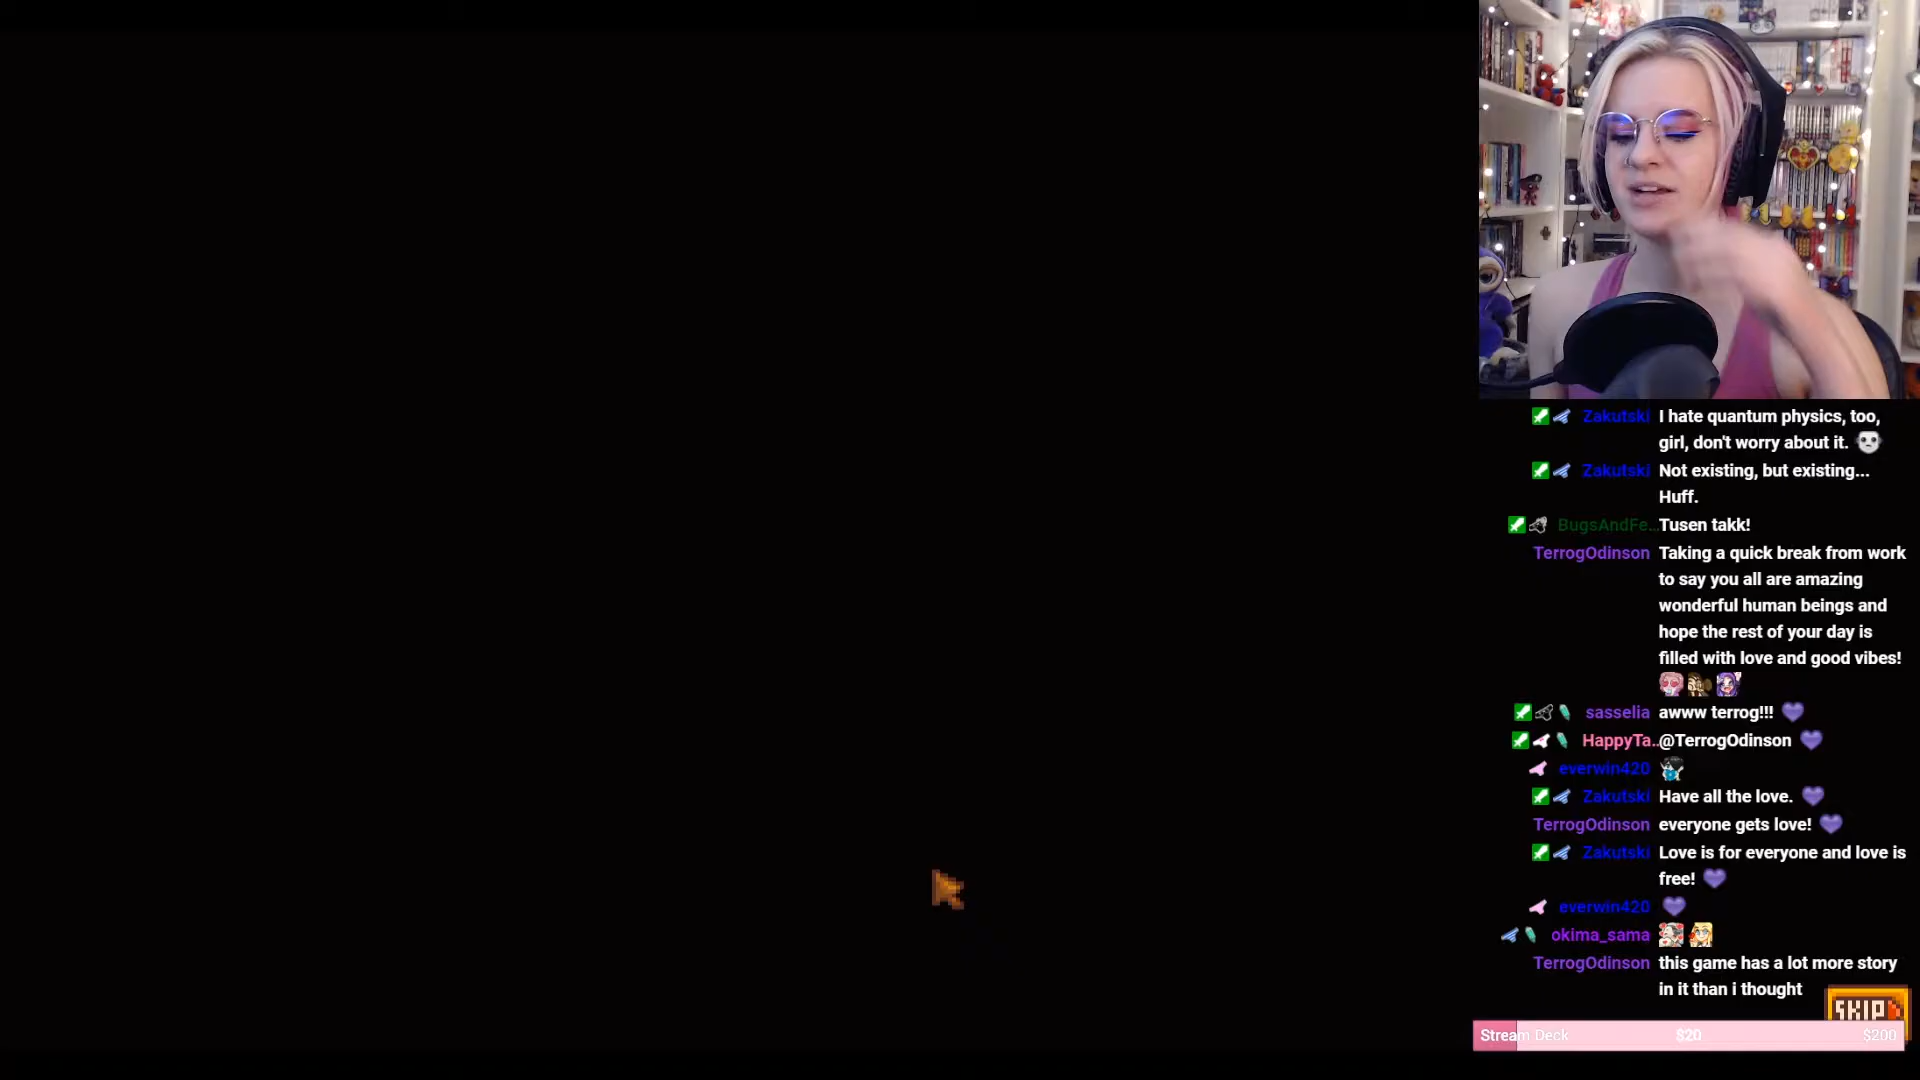 Zakutski I hate quantum physics, too,
girl, don't worry about it.
Zakutski Not existing, but existing...
Huff.
BugsAndFe... Tusen takk!
TerrogOdinson Taking a quick break from work
to say you all are amazing
wonderful human beings and
hope the rest of your day is
filled with love and good vibes!
sasselia awww terrog!!!
HappyTa.. @TerrogOdinson
everwin420
Zakutski Have all the love.
TerrogOdinson everyone gets love!
Zakutski Love is for everyone and love is
free!
everwin420
okima_sama
TerrogOdinson this game has a lot more story
in it than i thought
SKIP
Stream Deck $20 $200